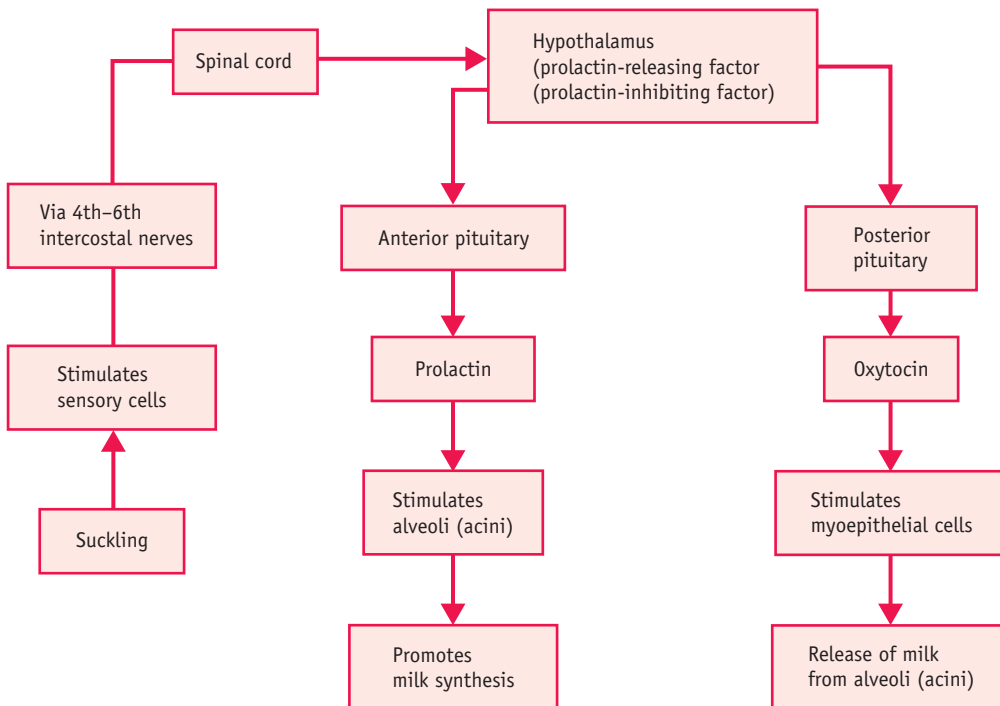 Spinal cord
Hypothalamus
(prolactin-releasing factor
(prolactin-inhibiting factor)
Via 4th–6th
intercostal nerves
Anterior pituitary
Posterior
pituitary
Stimulates
sensory cells
Prolactin
Oxytocin
Suckling
Stimulates
alveoli (acini)
Stimulates
myoepithelial cells
Promotes
milk synthesis
Release of milk
from alveoli (acini)